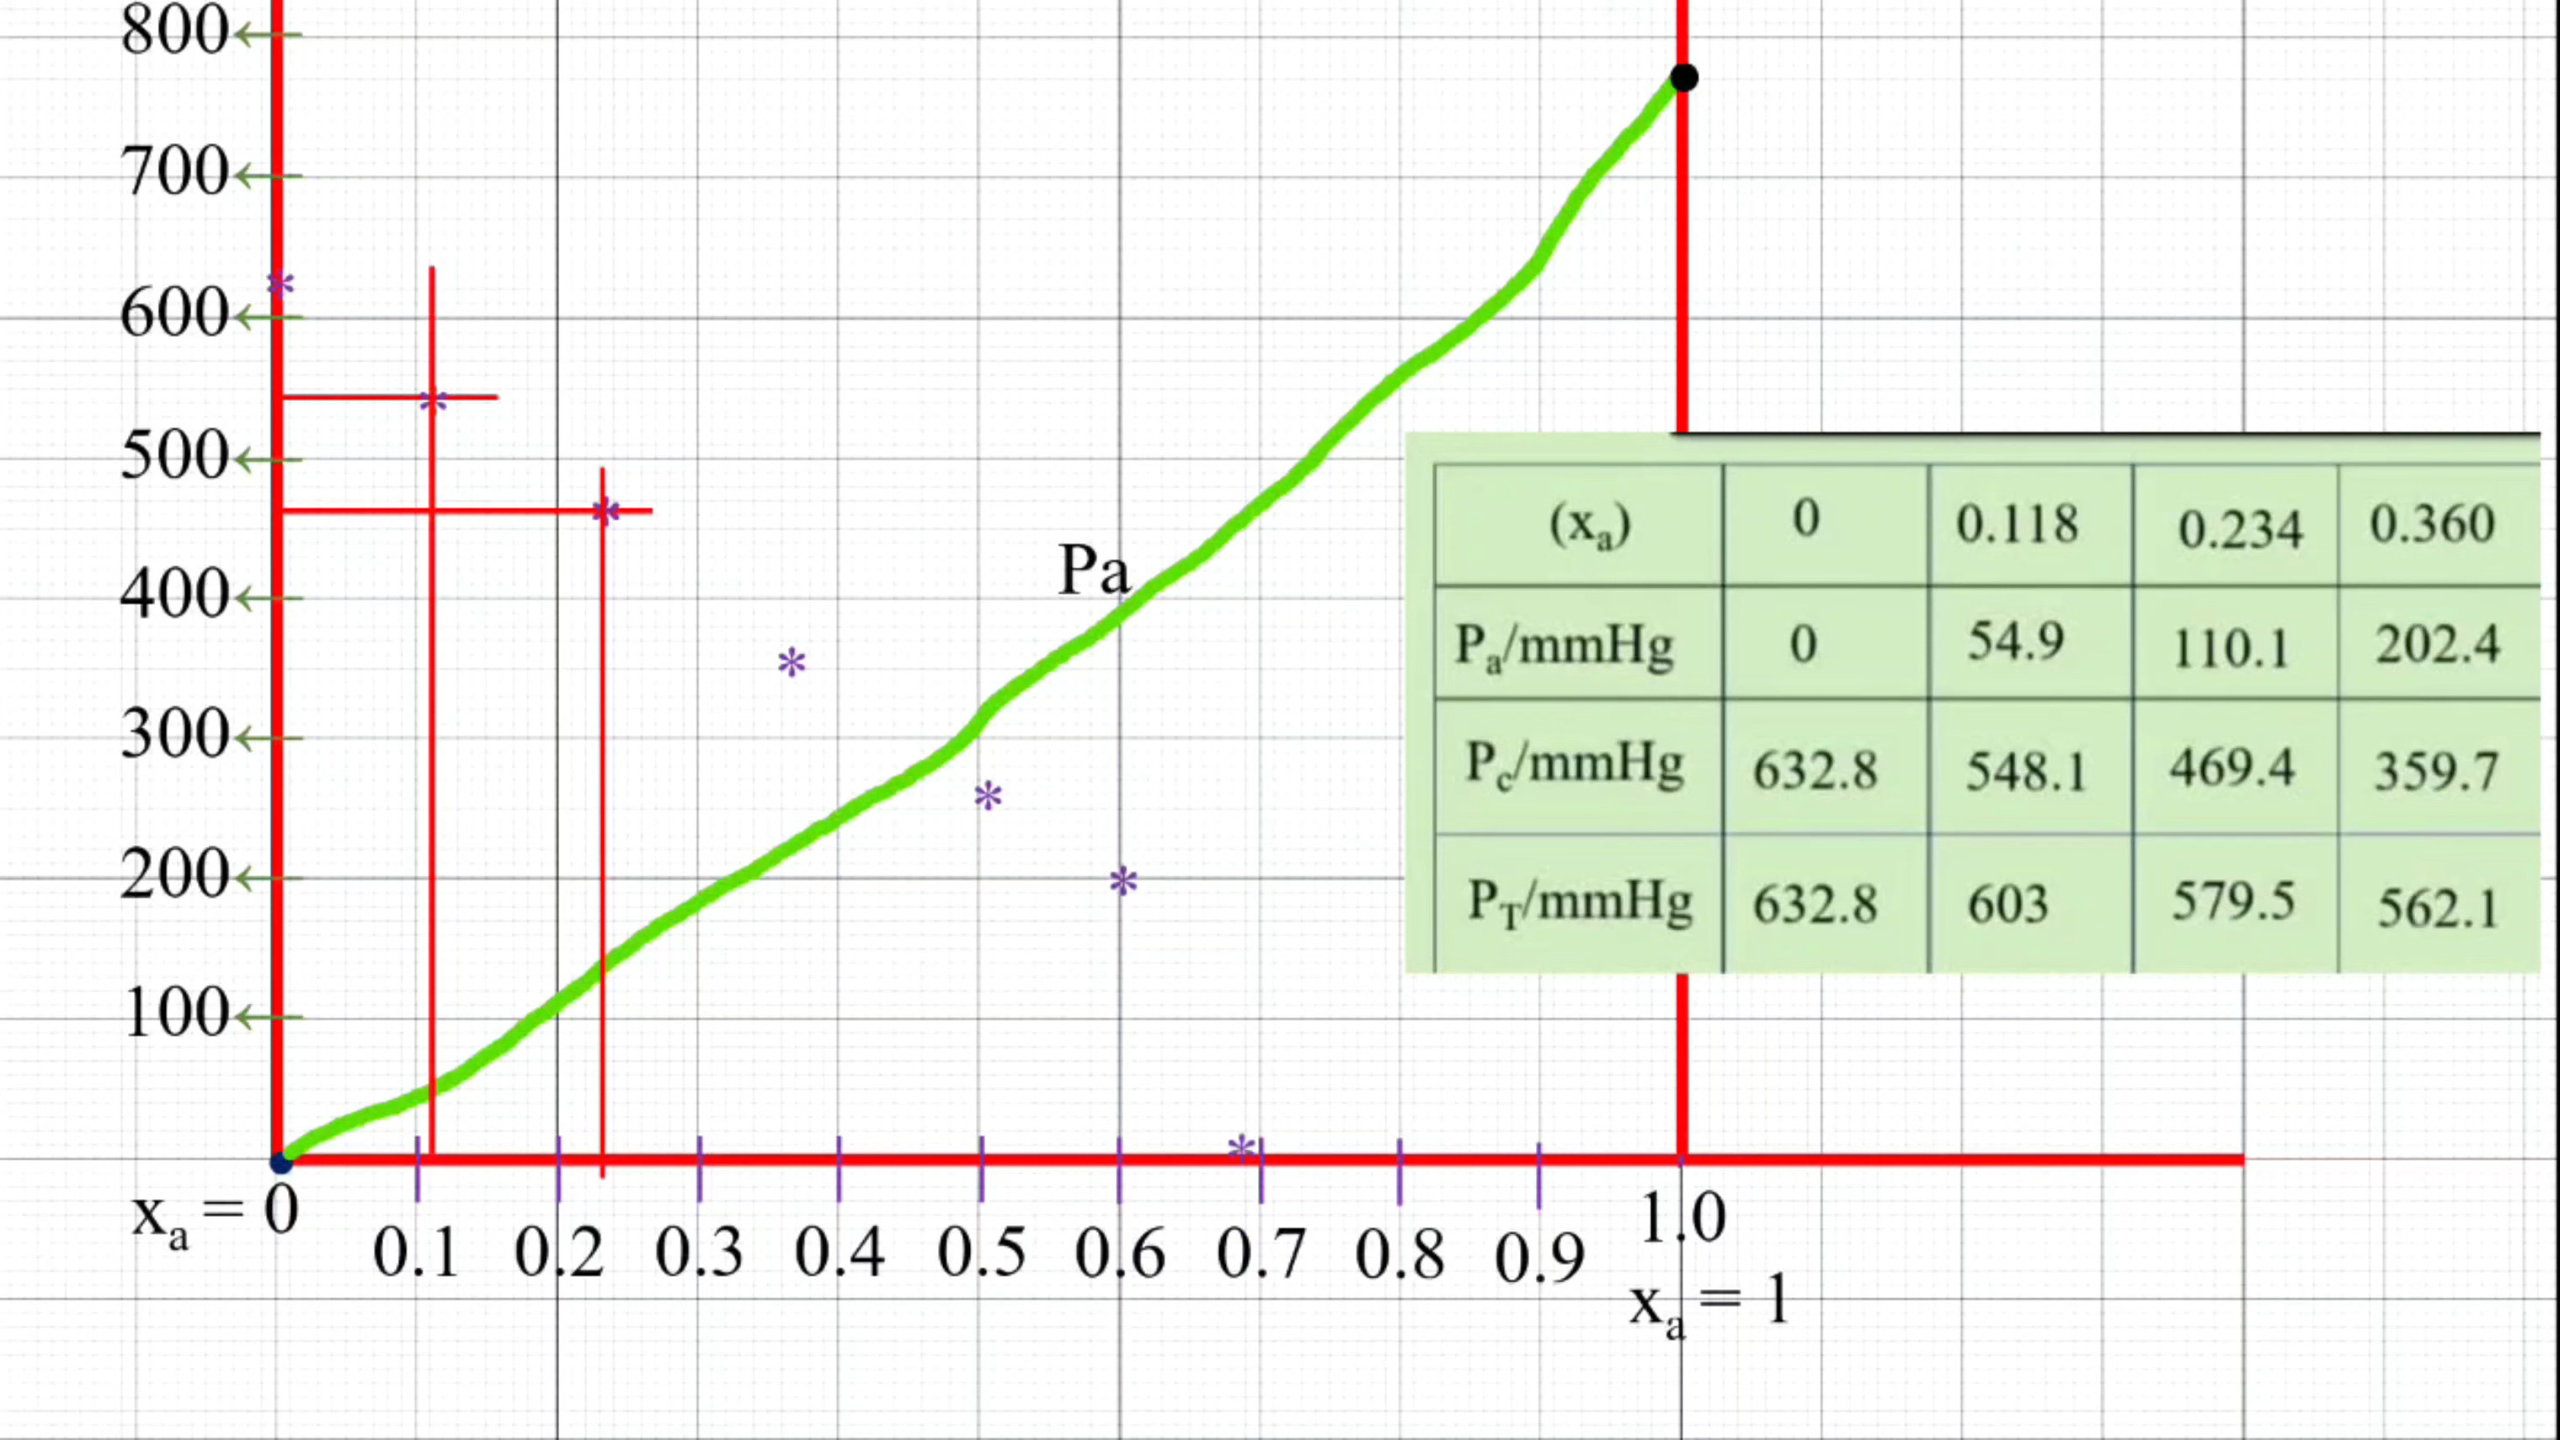 800
700
600
500
400
300
200
100
Pa
(xₐ) 0 0.118 0.234 0.360
Pₐ/mmHg 0 54.9 110.1 202.4
P꜀/mmHg 632.8 548.1 469.4 359.7
P_T/mmHg 632.8 603 579.5 562.1
xₐ = 0
0.1 0.2 0.3 0.4 0.5 0.6 0.7 0.8 0.9 1.0
xₐ = 1